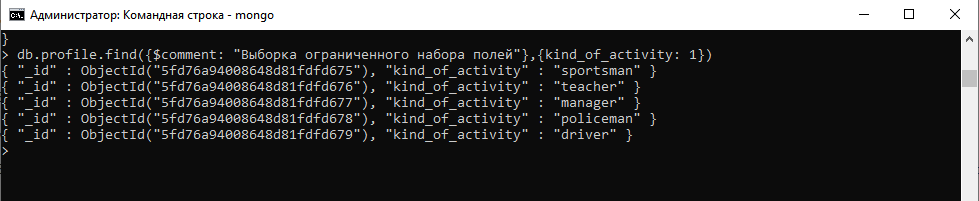 Администратор: Командная строка - mongo
}
> db.profile.find({$comment: "Выборка ограниченного набора полей"},{kind_of_activity: 1})
{ "_id" : ObjectId("5fd76a94008648d81fdfd675"), "kind_of_activity" : "sportsman" }
{ "_id" : ObjectId("5fd76a94008648d81fdfd676"), "kind_of_activity" : "teacher" }
{ "_id" : ObjectId("5fd76a94008648d81fdfd677"), "kind_of_activity" : "manager" }
{ "_id" : ObjectId("5fd76a94008648d81fdfd678"), "kind_of_activity" : "policeman" }
{ "_id" : ObjectId("5fd76a94008648d81fdfd679"), "kind_of_activity" : "driver" }
>